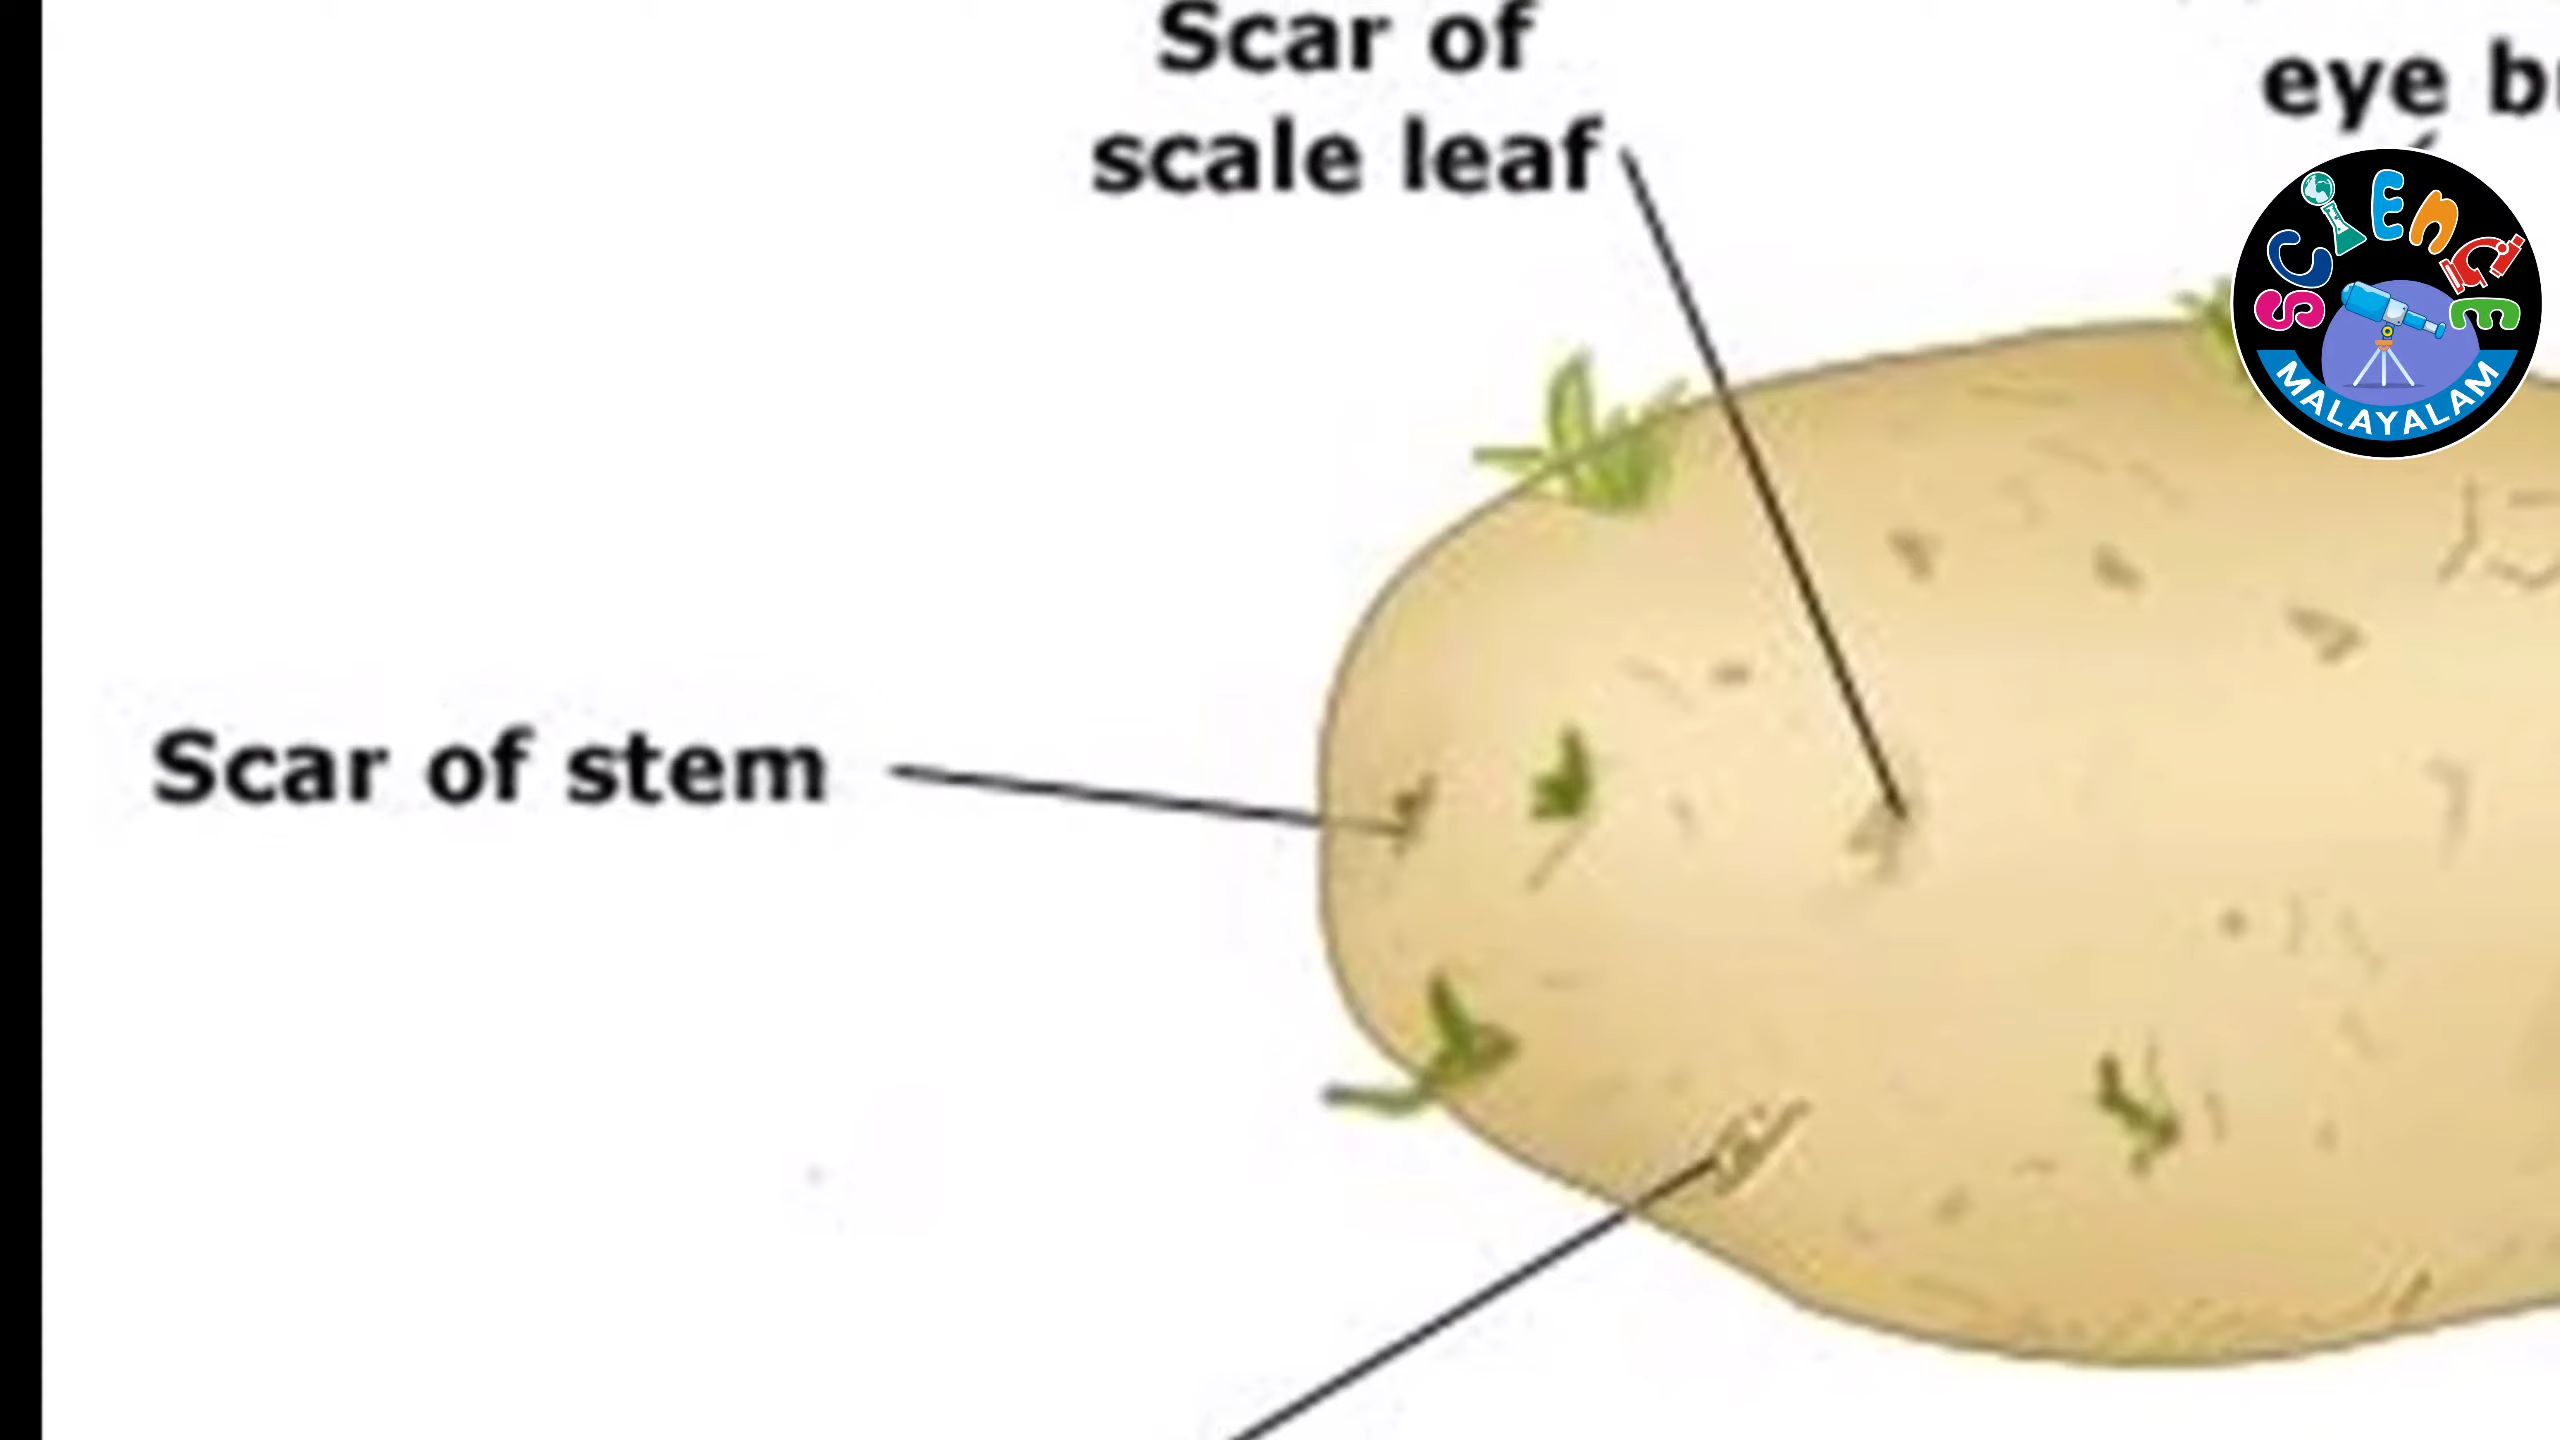 Scar of
scale leaf
eye
Scar of stem
SCIEnCE
MALAYALAM